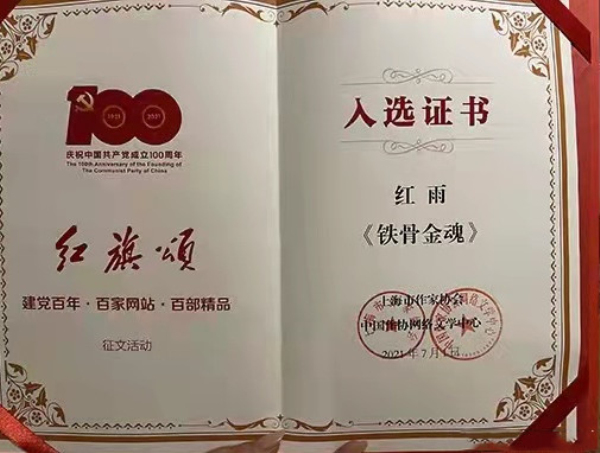 100
1921
2021
庆祝中国共产党成立100周年
The 100th Anniversary of the Founding of
The Communist Party of China
红旗頌
建党百年·百家网站·百部精品
征文活动
入选证书
红雨
《铁骨金魂》
上海市作家协会
中国作协网络文学中心
2021年7月1日